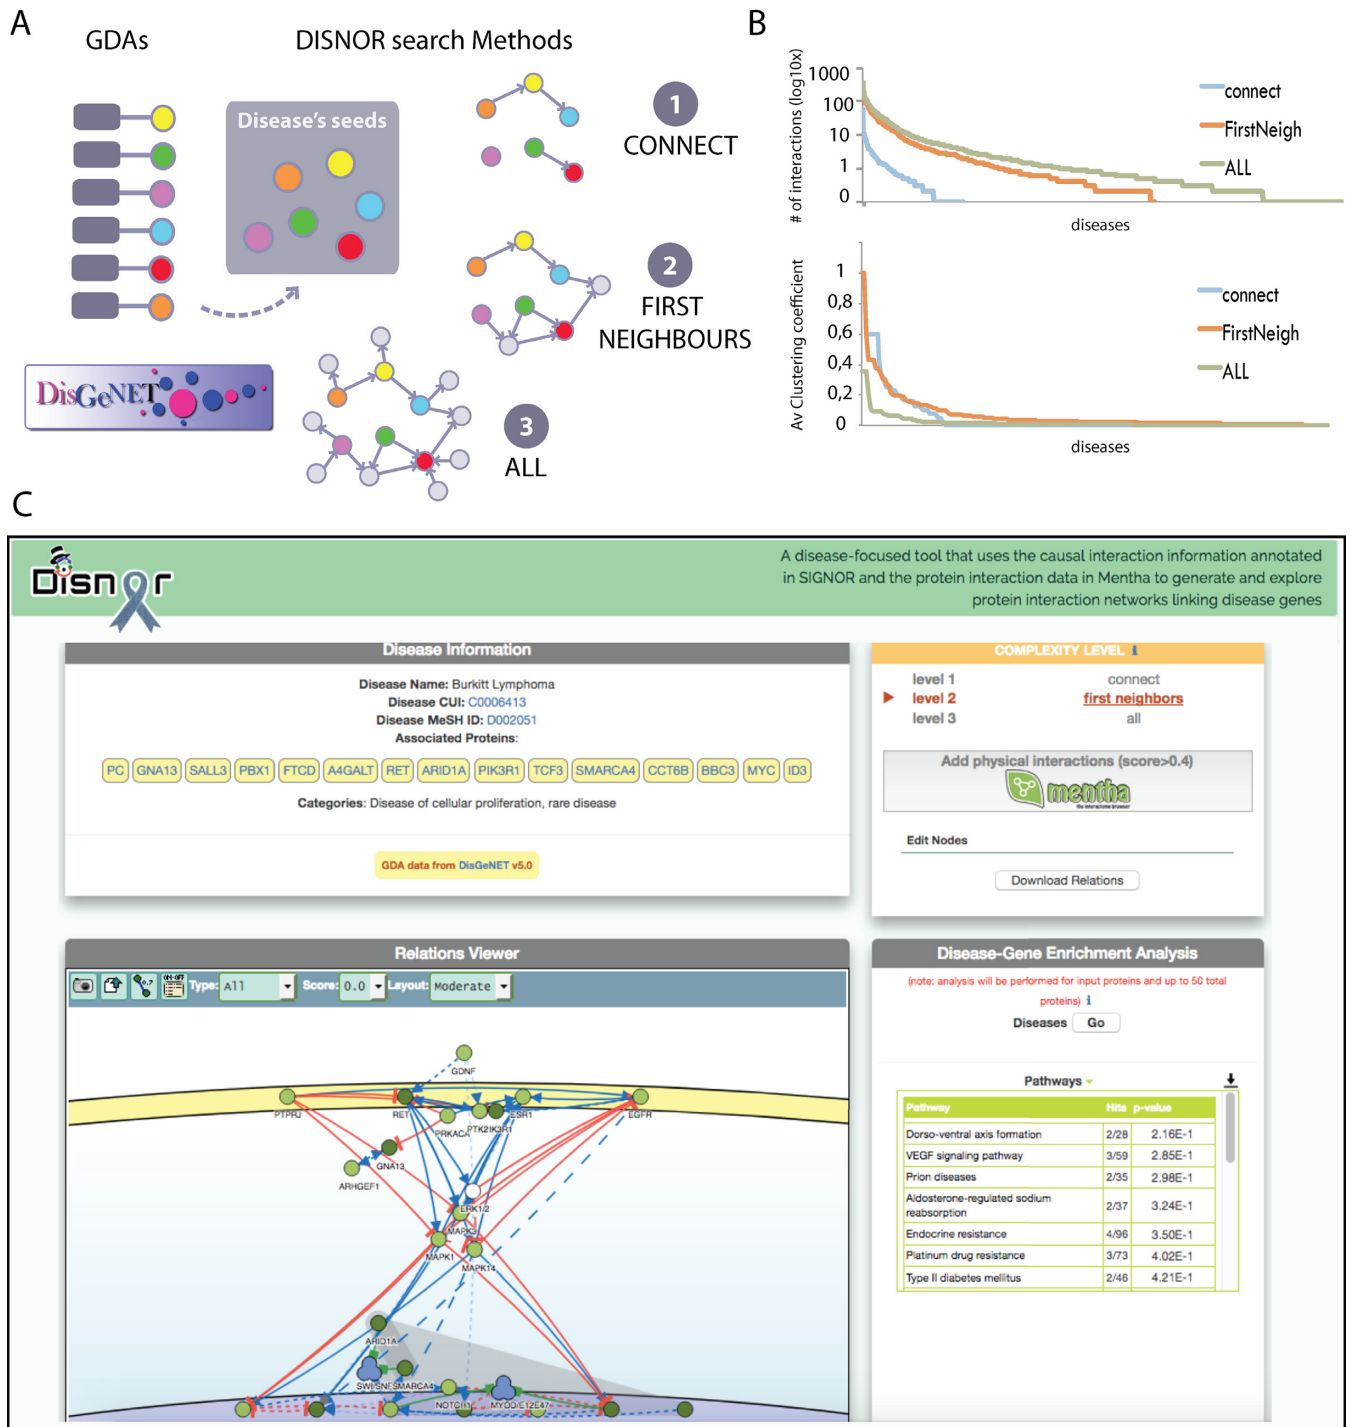 A
GDAs
DISNOR search Methods
Disease's seeds
1
CONNECT
2
FIRST
NEIGHBOURS
3
ALL
DisGeNET
B
# of interactions (log10x)
1000
100
10
1
0
connect
FirstNeigh
ALL
diseases
Av Clustering coefficient
1
0,8
0,6
0,4
0,2
0
connect
FirstNeigh
ALL
diseases
C
Disnor
A disease-focused tool that uses the causal interaction information annotated
in SIGNOR and the protein interaction data in Mentha to generate and explore
protein interaction networks linking disease genes
Disease Information
Disease Name: Burkitt Lymphoma
Disease CUI: C0006413
Disease MeSH ID: D002051
Associated Proteins:
PC GNA13 SALL3 PBX1 FTCD A4GALT RET ARID1A PIK3R1 TCF3 SMARCA4 CCT6B BBC3 MYC ID3
Categories: Disease of cellular proliferation, rare disease
GDA data from DisGeNET v5.0
COMPLEXITY LEVEL i
level 1 connect
level 2 first neighbors
level 3 all
Add physical interactions (score>0.4)
mentha
the interactome browser
Edit Nodes
Download Relations
Relations Viewer
ON-OFF
0.7
Type: All Score: 0.0 Layout: Moderate
GDNF
PTPRJ
RET
ESR1
EGFR
PRKACA
PTK2
IK3R1
GNA13
ARHGEF1
ERK1/2
MAPK3
MAPK1
MAPK14
ARID1A
SWI/SNF
SMARCA4
NOTCH1
MYOD/E12E47
Disease-Gene Enrichment Analysis
(note: analysis will be performed for input proteins and up to 50 total
proteins) i
Diseases Go
Pathways
Pathway Hits p-value
Dorso-ventral axis formation 2/28 2.16E-1
VEGF signaling pathway 3/59 2.85E-1
Prion diseases 2/35 2.98E-1
Aldosterone-regulated sodium
reabsorption 2/37 3.24E-1
Endocrine resistance 4/96 3.50E-1
Platinum drug resistance 3/73 4.02E-1
Type II diabetes mellitus 2/46 4.21E-1